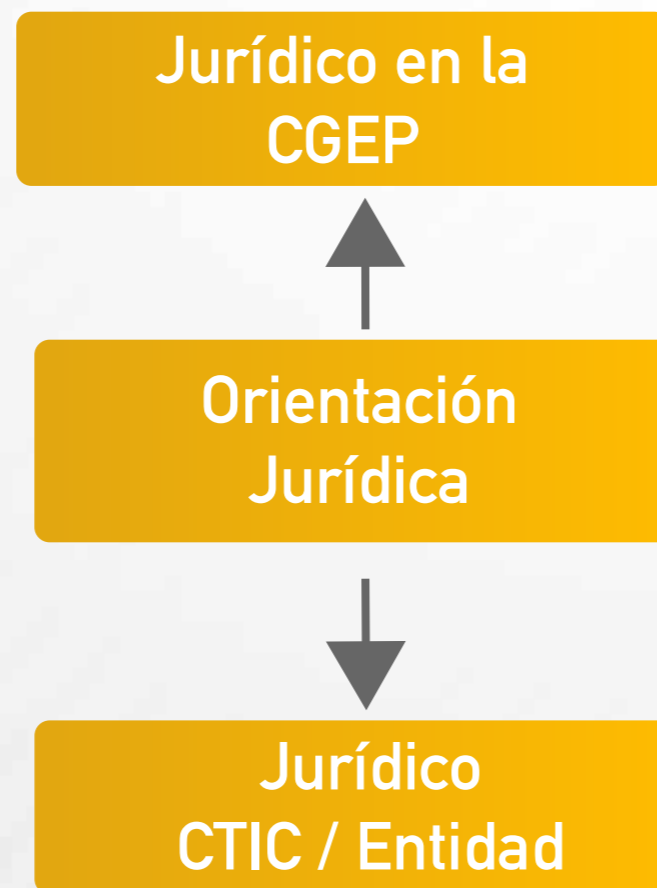 Jurídico en la
CGEP
Orientación
Jurídica
Jurídico
CTIC / Entidad